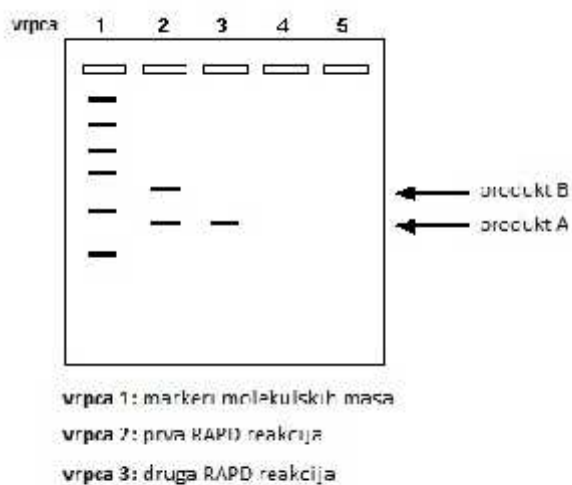 vrpca 1 2 3 4 5
produkt B
produkt A
vrpca 1: markeri molekulskih masa
vrpca 2: prva RAPD reakcija
vrpca 3: druga RAPD reakcija